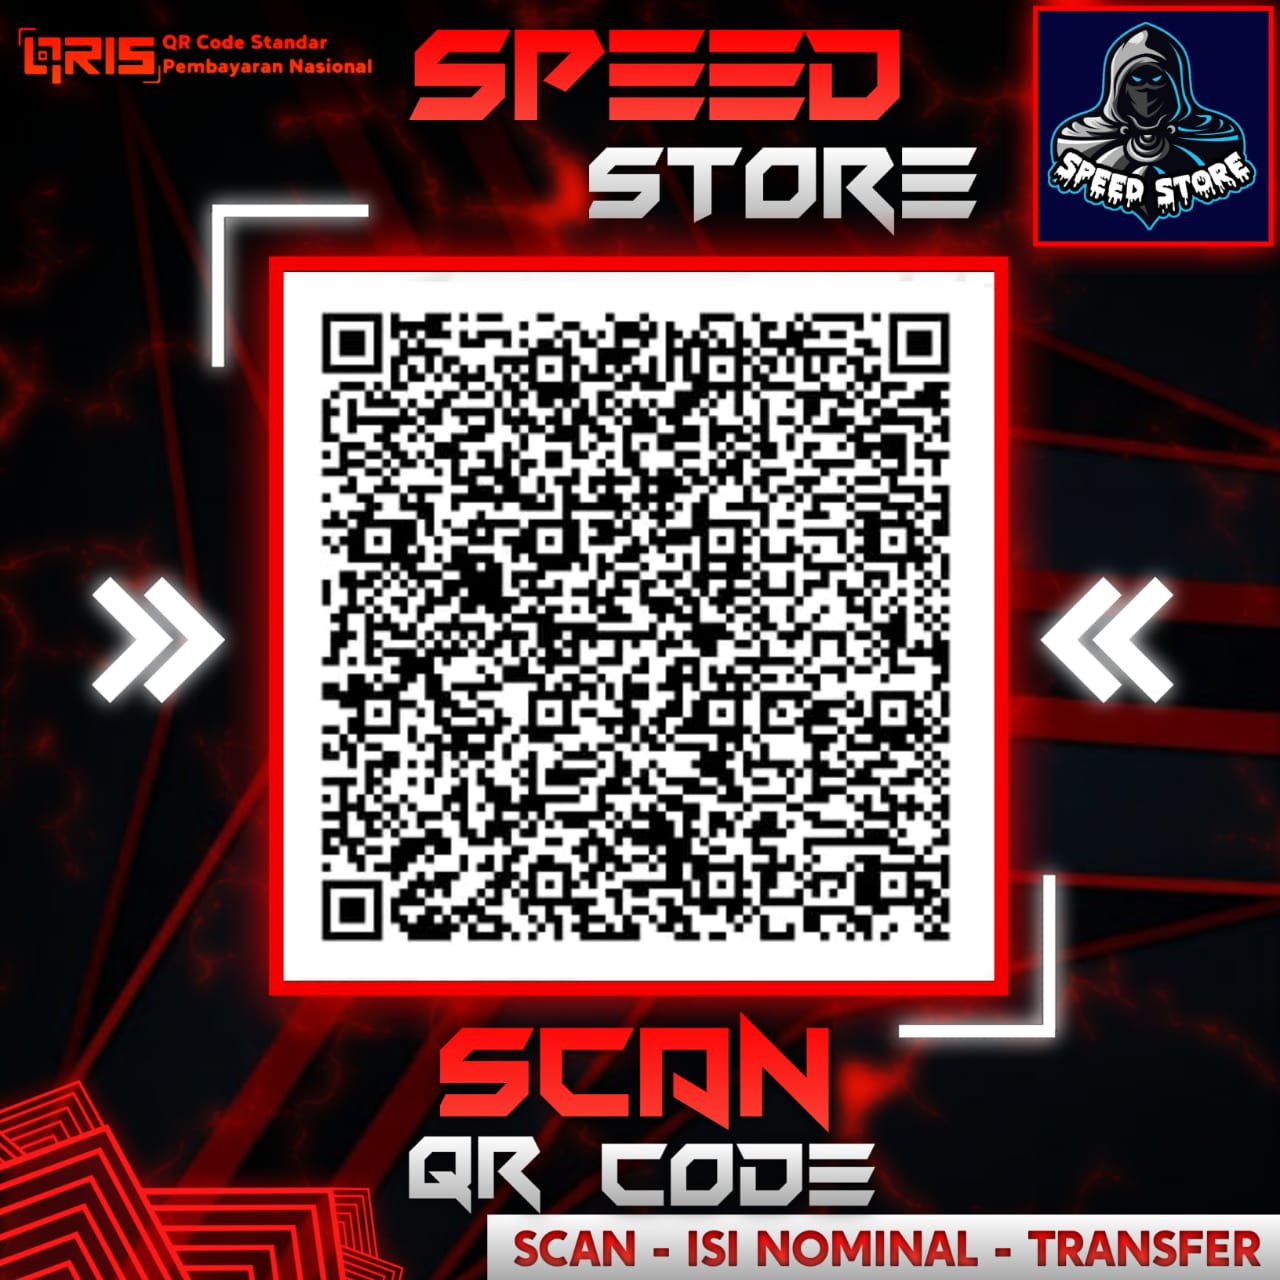 QRIS
QR Code Standar
Pembayaran Nasional
SPEED
STORE
SPEED STORE
SCAN
QR CODE
SCAN - ISI NOMINAL - TRANSFER